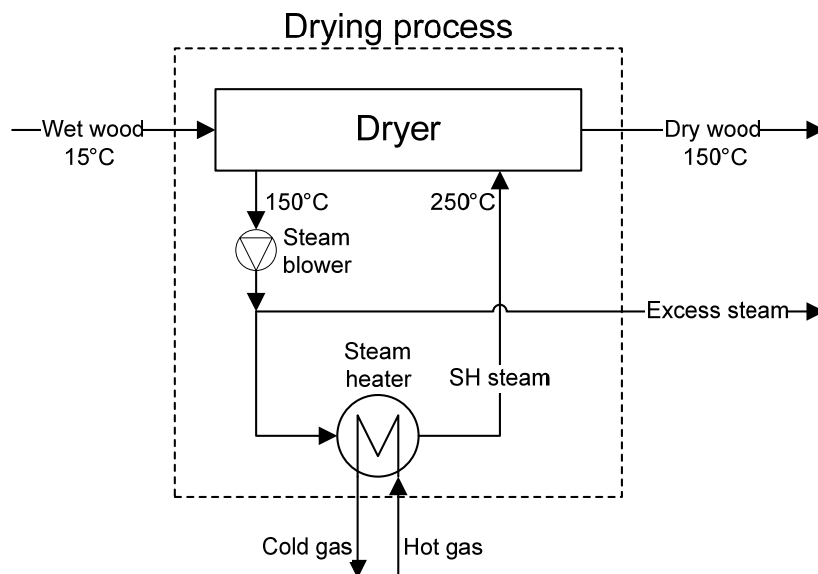 Drying process
Dryer
Wet wood
15°C
Dry wood
150°C
150°C
250°C
Steam
blower
Excess steam
Steam
heater
SH steam
Cold gas
Hot gas